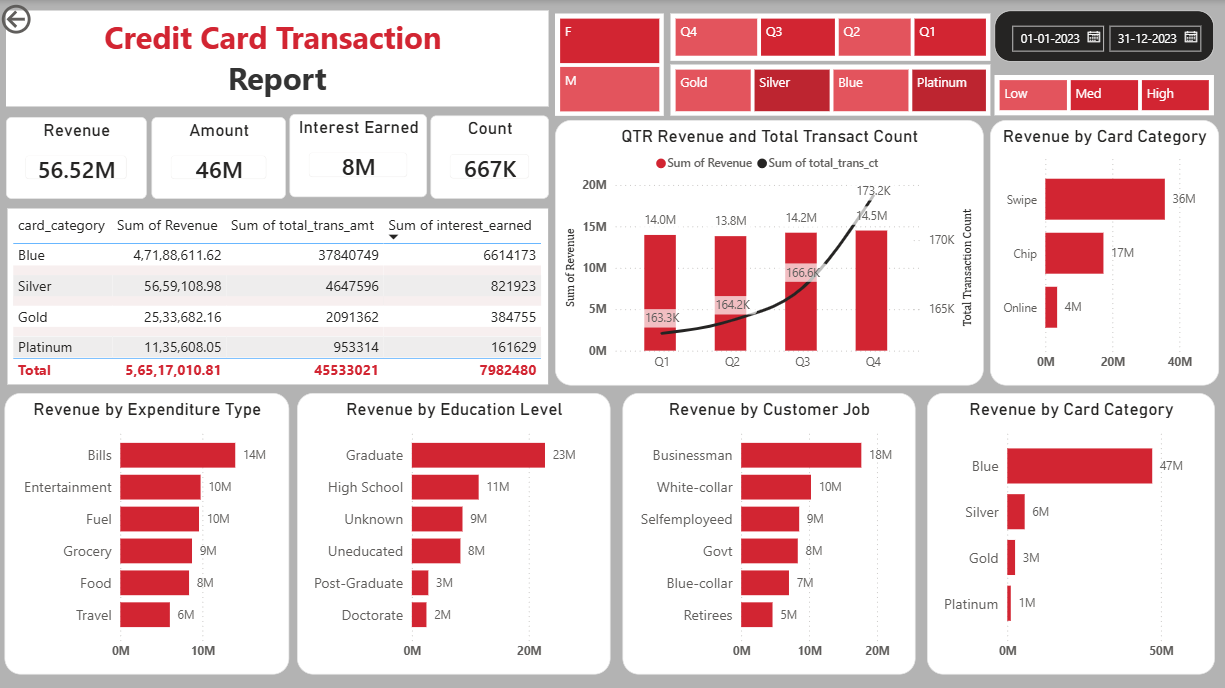 Credit Card Transaction
Report
F
M
Q4 Q3 Q2 Q1
Gold Silver Blue Platinum
01-01-2023 31-12-2023
Low Med High
Revenue
56.52M
Amount
46M
Interest Earned
8M
Count
667K
card_category Sum of Revenue Sum of total_trans_amt Sum of interest_earned
Blue 4,71,88,611.62 37840749 6614173
Silver 56,59,108.98 4647596 821923
Gold 25,33,682.16 2091362 384755
Platinum 11,35,608.05 953314 161629
Total 5,65,17,010.81 45533021 7982480
QTR Revenue and Total Transact Count
Sum of Revenue Sum of total_trans_ct
Sum of Revenue
20M
15M
10M
5M
0M
14.0M 13.8M 14.2M 14.5M
163.3K 164.2K 166.6K 173.2K
Q1 Q2 Q3 Q4
170K
165K
Total Transaction Count
Revenue by Card Category
Swipe 36M
Chip 17M
Online 4M
0M 20M 40M
Revenue by Expenditure Type
Bills 14M
Entertainment 10M
Fuel 10M
Grocery 9M
Food 8M
Travel 6M
0M 10M
Revenue by Education Level
Graduate 23M
High School 11M
Unknown 9M
Uneducated 8M
Post-Graduate 3M
Doctorate 2M
0M 20M
Revenue by Customer Job
Businessman 18M
White-collar 10M
Selfemployeed 9M
Govt 8M
Blue-collar 7M
Retirees 5M
0M 10M 20M
Revenue by Card Category
Blue 47M
Silver 6M
Gold 3M
Platinum 1M
0M 50M